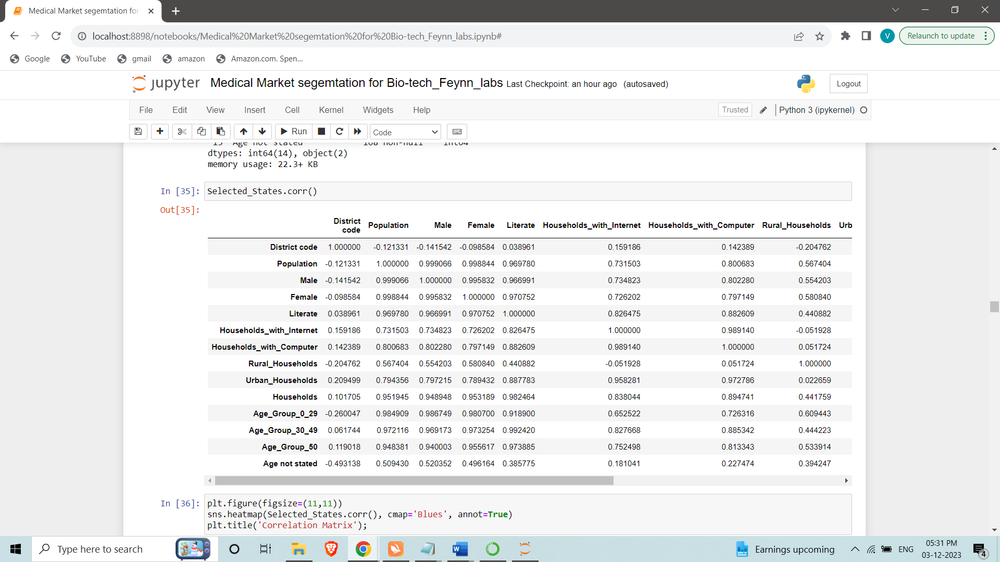 Medical Market segemtation for
localhost:8898/notebooks/Medical%20Market%20segemtation%20for%20Bio-tech_Feynn_labs.ipynb#
V
Relaunch to update
Google YouTube gmail amazon Amazon.com. Spen...
jupyter Medical Market segemtation for Bio-tech_Feynn_labs Last Checkpoint: an hour ago (autosaved)
Logout
File Edit View Insert Cell Kernel Widgets Help
Trusted Python 3 (ipykernel)
Run Code
15 Age not stated 108 non-null int64
dtypes: int64(14), object(2)
memory usage: 22.3+ KB
In [35]: Selected_States.corr()
Out[35]:
District code Population Male Female Literate Households_with_Internet Households_with_Computer Rural_Households Urb
District code 1.000000 -0.121331 -0.141542 -0.098584 0.038961 0.159186 0.142389 -0.204762
Population -0.121331 1.000000 0.999066 0.998844 0.969780 0.731503 0.800683 0.567404
Male -0.141542 0.999066 1.000000 0.995832 0.966991 0.734823 0.802280 0.554203
Female -0.098584 0.998844 0.995832 1.000000 0.970752 0.726202 0.797149 0.580840
Literate 0.038961 0.969780 0.966991 0.970752 1.000000 0.826475 0.882609 0.440882
Households_with_Internet 0.159186 0.731503 0.734823 0.726202 0.826475 1.000000 0.989140 -0.051928
Households_with_Computer 0.142389 0.800683 0.802280 0.797149 0.882609 0.989140 1.000000 0.051724
Rural_Households -0.204762 0.567404 0.554203 0.580840 0.440882 -0.051928 0.051724 1.000000
Urban_Households 0.209499 0.794356 0.797215 0.789432 0.887783 0.958281 0.972786 0.022659
Households 0.101705 0.951945 0.948948 0.953189 0.982464 0.838044 0.894741 0.441759
Age_Group_0_29 -0.260047 0.984909 0.986749 0.980700 0.918900 0.652522 0.726316 0.609443
Age_Group_30_49 0.061744 0.972116 0.969173 0.973254 0.992420 0.827668 0.885342 0.444223
Age_Group_50 0.119018 0.948381 0.940003 0.955617 0.973885 0.752498 0.813343 0.533914
Age not stated -0.493138 0.509430 0.520352 0.496164 0.385775 0.181041 0.227474 0.394247
In [36]: plt.figure(figsize=(11,11))
sns.heatmap(Selected_States.corr(), cmap='Blues', annot=True)
plt.title('Correlation Matrix');
Type here to search
Earnings upcoming
ENG
05:31 PM
03-12-2023
4